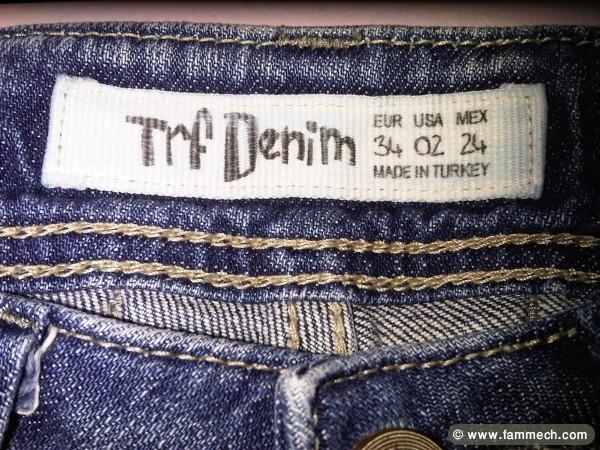 Trf Denim
EUR USA MEX
34 02 24
MADE IN TURKEY
© www.fammech.com